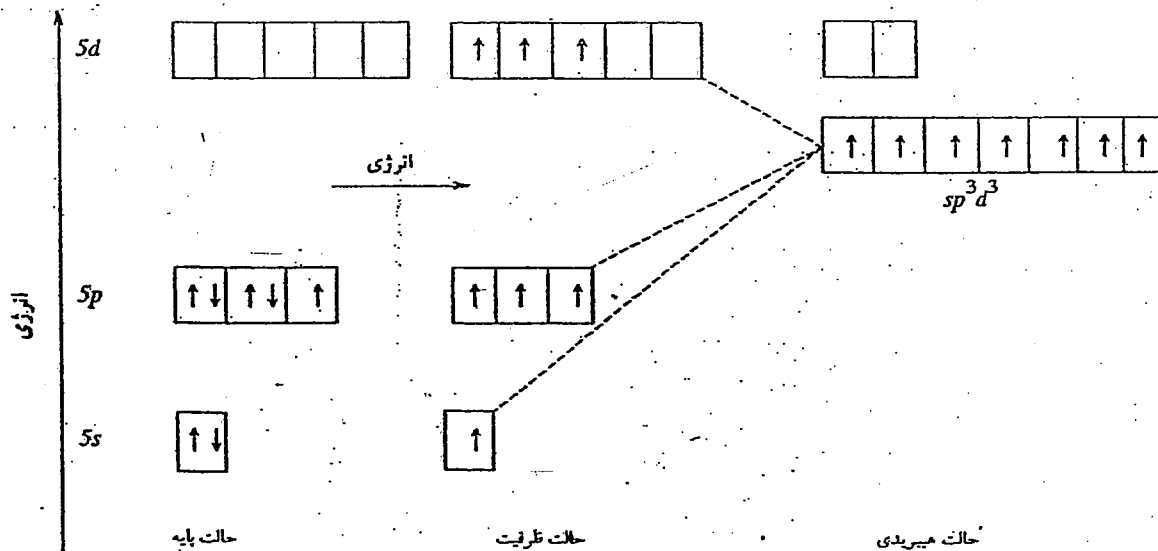 5d
انرژی
sp³d³
5p
انرژی
5s
حالت پایه
حالت ظرفیت
حالت هیبریدی